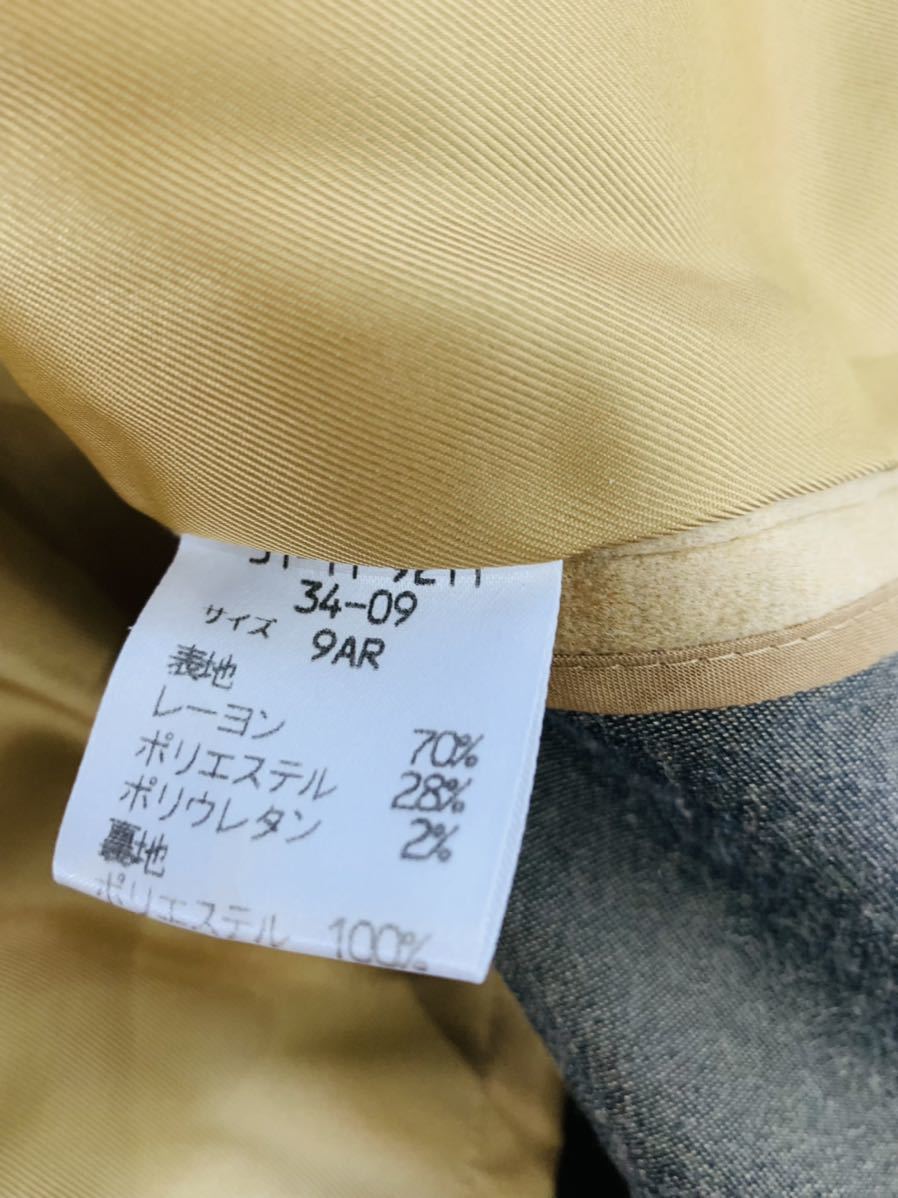 34-09
サイズ 9AR
表地
レーヨン 70%
ポリエステル 28%
ポリウレタン 2%
裏地
ポリエステル 100%